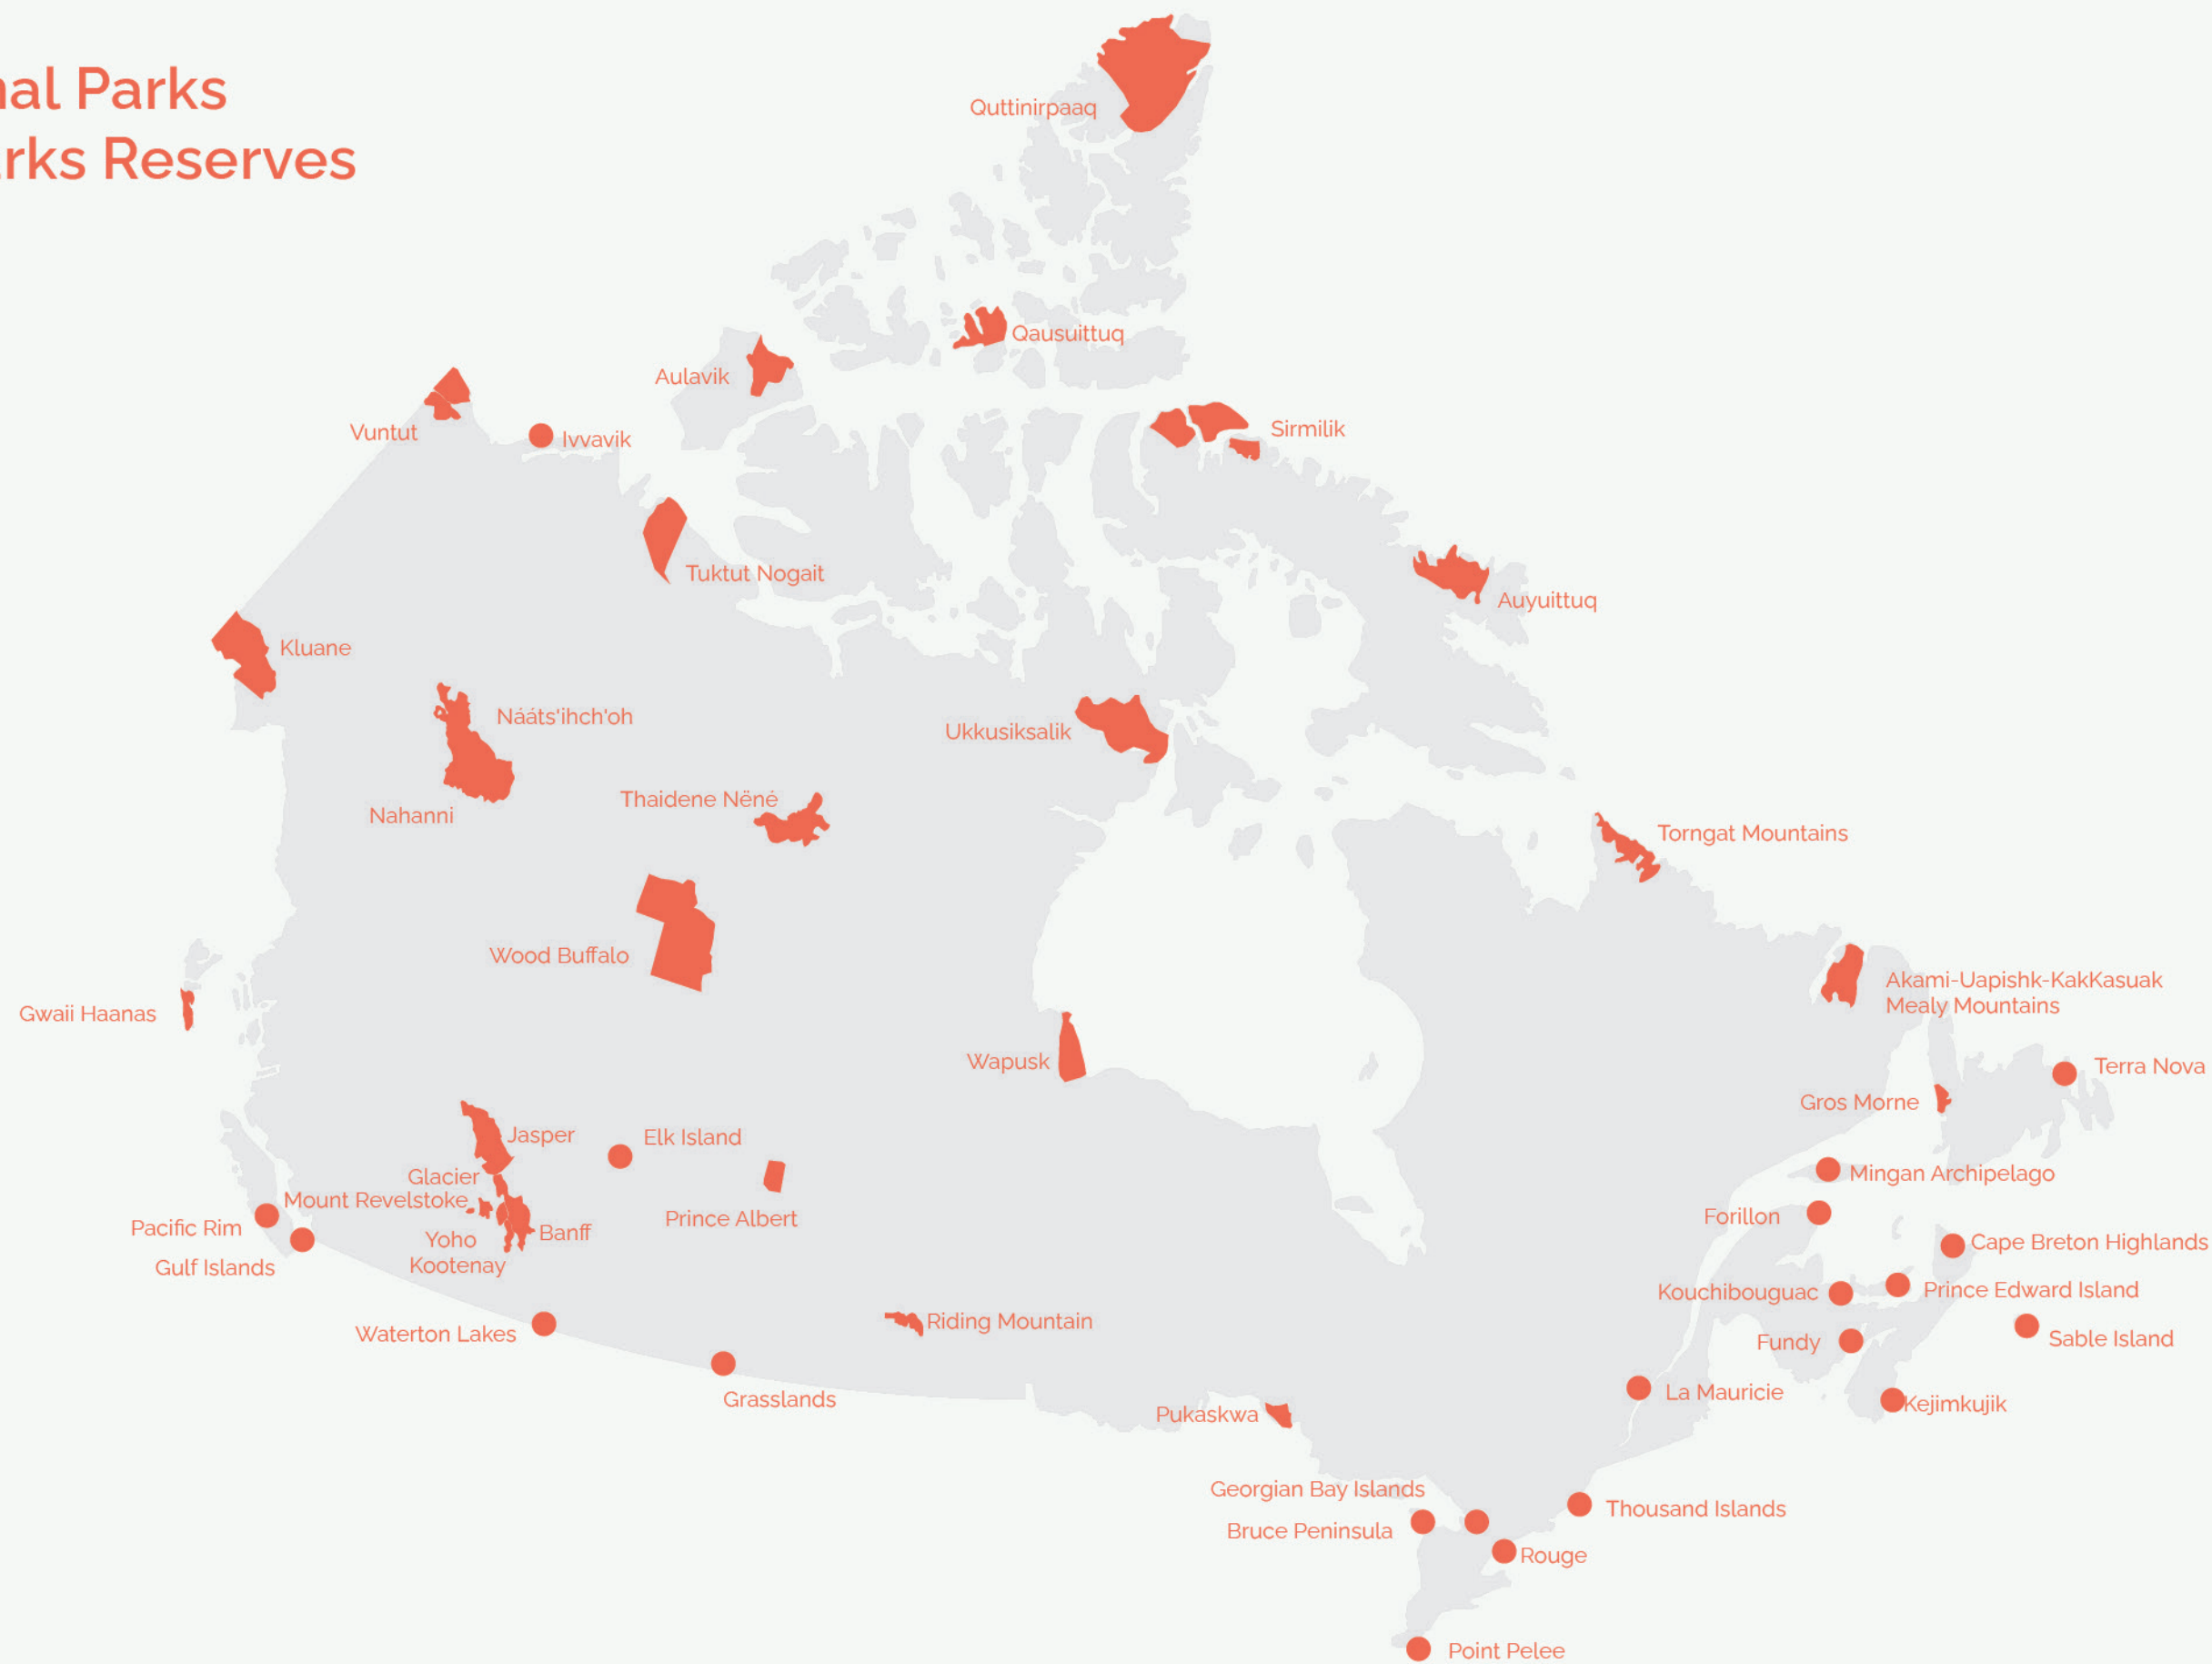 nal Parks
rks Reserves
Quttinirpaaq
Qausuittuq
Aulavik
Vuntut
Ivvavik
Sirmilik
Tuktut Nogait
Auyuittuq
Kluane
Nááts'ihch'oh
Ukkusiksalik
Nahanni
Thaidene Nëné
Torngat Mountains
Wood Buffalo
Gwaii Haanas
Akami-Uapishk-KakKasuak
Mealy Mountains
Wapusk
Terra Nova
Gros Morne
Jasper
Elk Island
Glacier
Mount Revelstoke
Mingan Archipelago
Pacific Rim
Prince Albert
Forillon
Yoho
Banff
Cape Breton Highlands
Gulf Islands
Kootenay
Kouchibouguac
Prince Edward Island
Waterton Lakes
Riding Mountain
Fundy
Sable Island
Grasslands
La Mauricie
Kejimkujik
Pukaskwa
Georgian Bay Islands
Thousand Islands
Bruce Peninsula
Rouge
Point Pelee